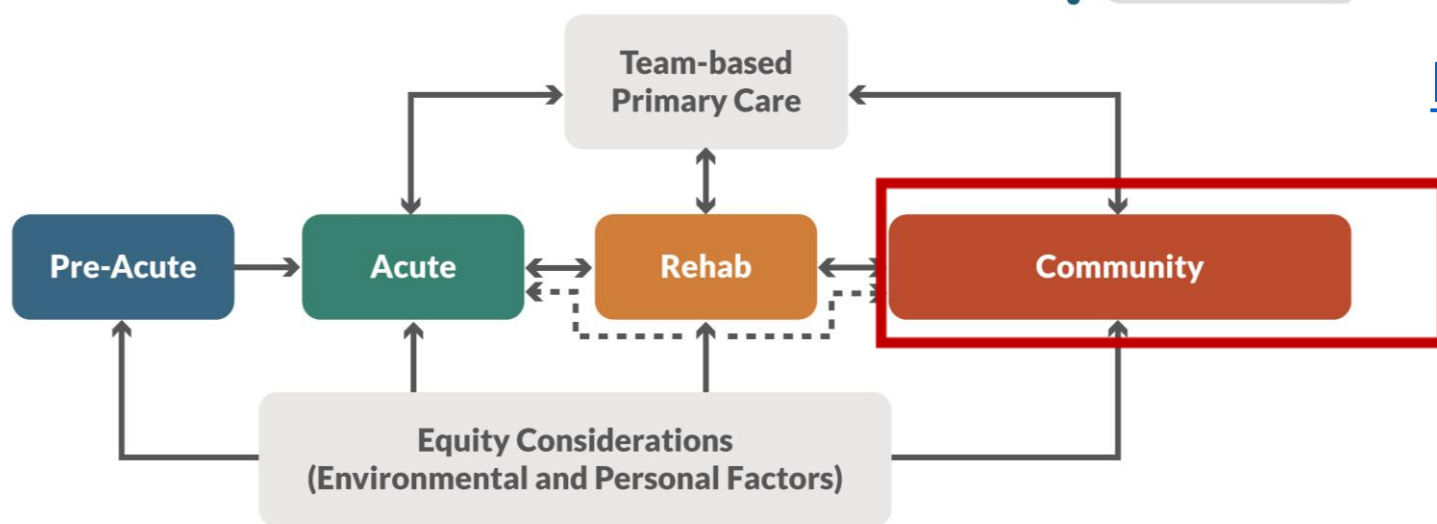 Team-based
Primary Care
Pre-Acute
Acute
Rehab
Community
Equity Considerations
(Environmental and Personal Factors)